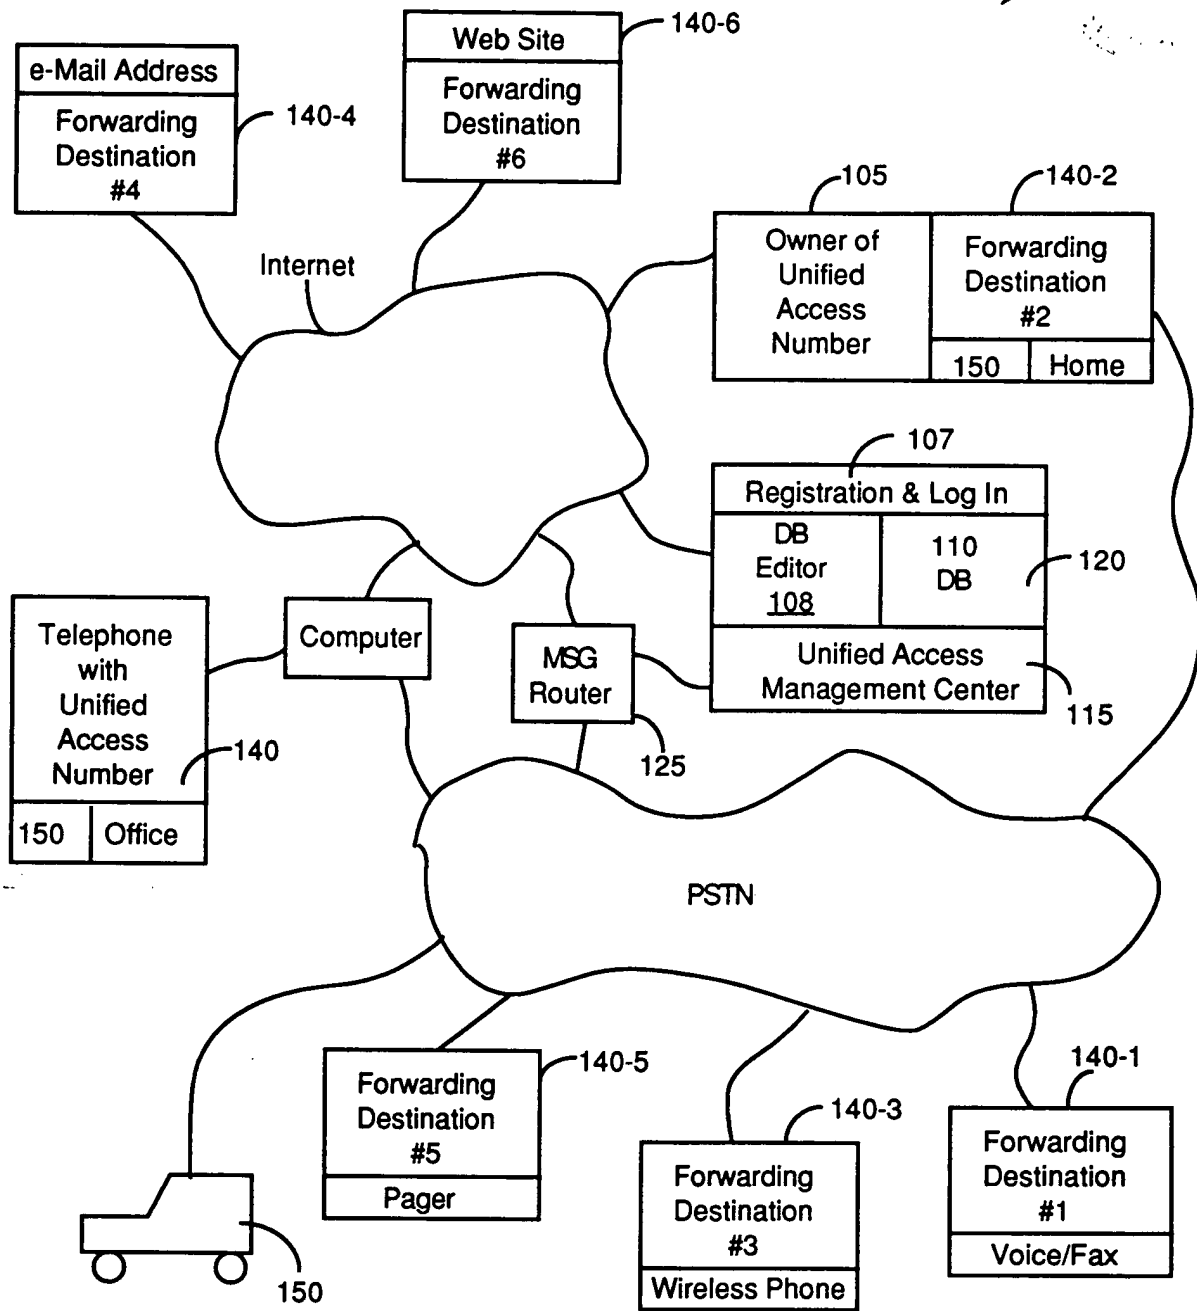 Web Site
140-6
Forwarding
Destination
#6
e-Mail Address
140-4
Forwarding
Destination
#4
Internet
105
140-2
Owner of
Unified
Access
Number
Forwarding
Destination
#2
150
Home
107
Registration & Log In
DB
Editor
108
110
DB
120
Unified Access
Management Center
115
Telephone
with
Unified
Access
Number
140
150
Office
Computer
MSG
Router
125
PSTN
140-5
Forwarding
Destination
#5
Pager
140-3
Forwarding
Destination
#3
Wireless Phone
140-1
Forwarding
Destination
#1
Voice/Fax
150